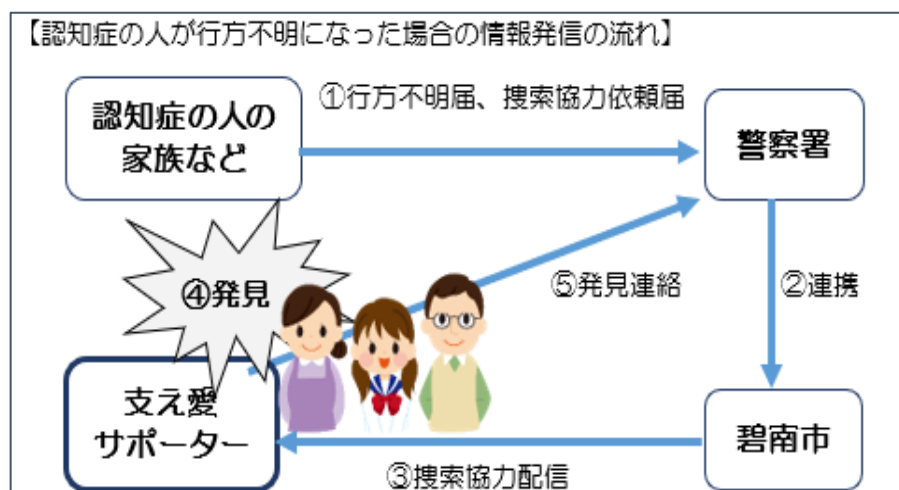 【認知症の人が行方不明になった場合の情報発信の流れ】
認知症の人の
家族など
①行方不明届、捜索協力依頼届
警察署
④発見
⑤発見連絡
②連携
支え愛
サポーター
碧南市
③捜索協力配信